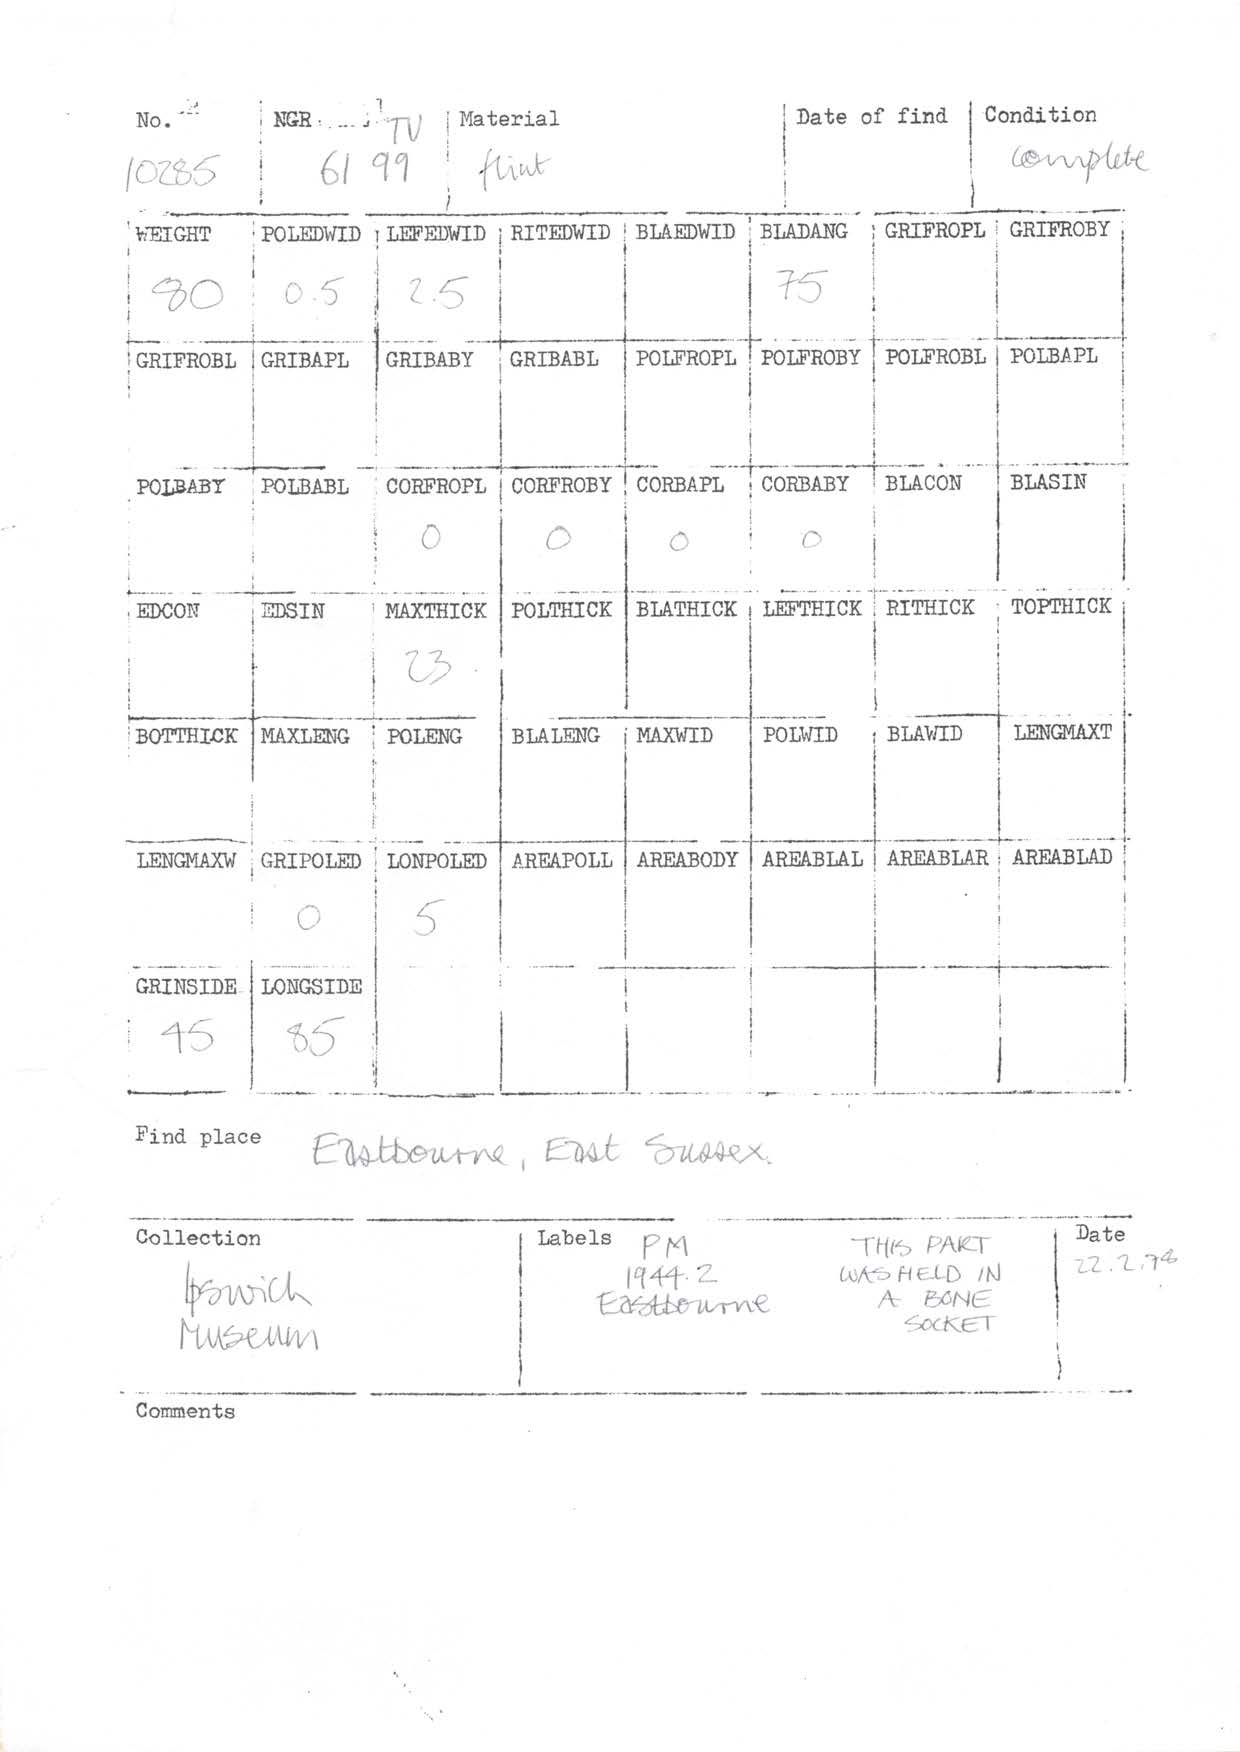 No. NGR TV Material Date of find Condition
10285 61 99 flint complete
WEIGHT POLEDWID LEFEDWID RITEDWID BLAEDWID BLADANG GRIFROPL GRIFROBY
80 0.5 2.5 75
GRIFROBL GRIBAPL GRIBABY GRIBABL POLFROPL POLFROBY POLFROBL POLBAPL
POLBABY POLBABL CORFROPL CORFROBY CORBAPL CORBABY BLACON BLASIN
0 0 0 0
EDCON EDSIN MAXTHICK POLTHICK BLATHICK LEFTHICK RITHICK TOPTHICK
23
BOTTHICK MAXLENG POLENG BLALENG MAXWID POLWID BLAWID LENGMAXT
LENGMAXW GRIPOLED LONPOLED AREAPOLL AREABODY AREABLAL AREABLAR AREABLAD
0 5
GRINSIDE LONGSIDE
45 85
Find place Eastbourne, East Sussex.
Collection
Ipswich
Museum
Labels PM
1944.2
Eastbourne
THIS PART
WAS HELD IN
A BONE
SOCKET
Date
22.2.78
Comments